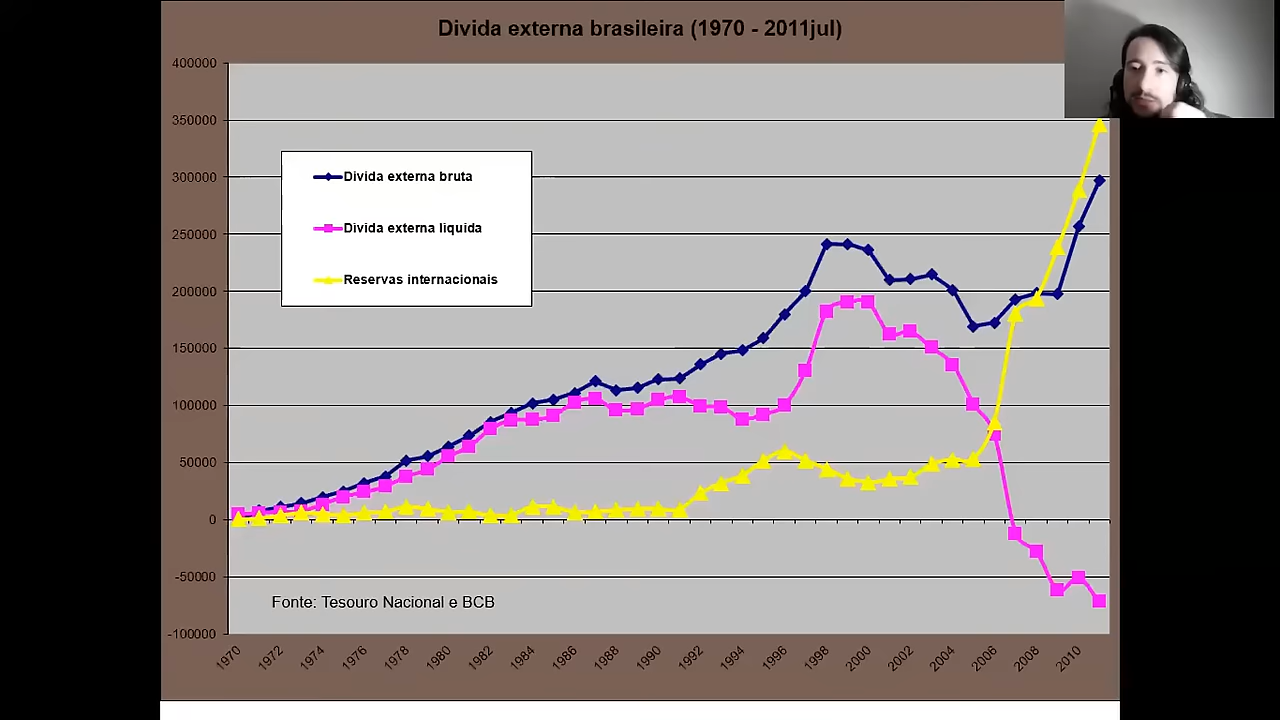 Divida externa brasileira (1970 - 2011jul)
400000
350000
300000
250000
200000
150000
100000
50000
0
-50000
-100000
Divida externa bruta
Divida externa liquida
Reservas internacionais
Fonte: Tesouro Nacional e BCB
1970 1972 1974 1976 1978 1980 1982 1984 1986 1988 1990 1992 1994 1996 1998 2000 2002 2004 2006 2008 2010